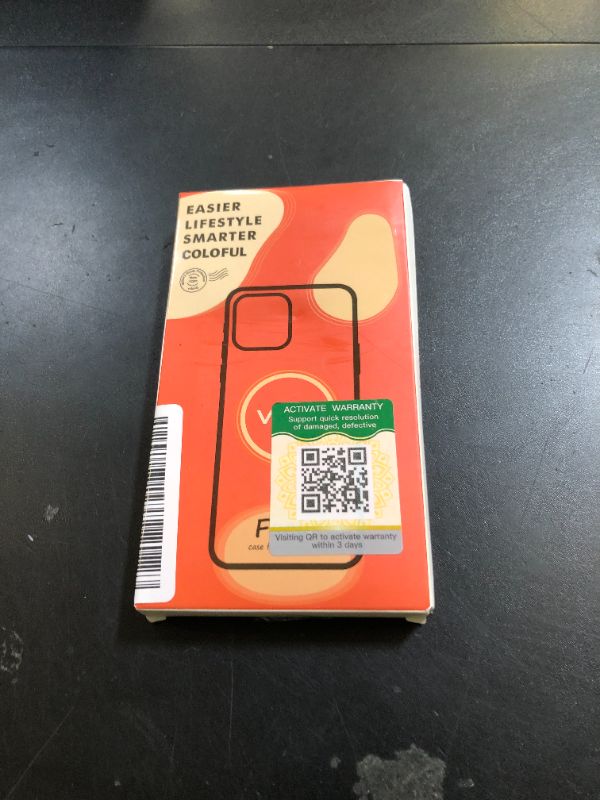 EASIER
LIFESTYLE
SMARTER
COLOFUL
ACTIVATE WARRANTY
Support quick resolution
of damaged, defective
case
Visiting QR to activate warranty
within 3 days